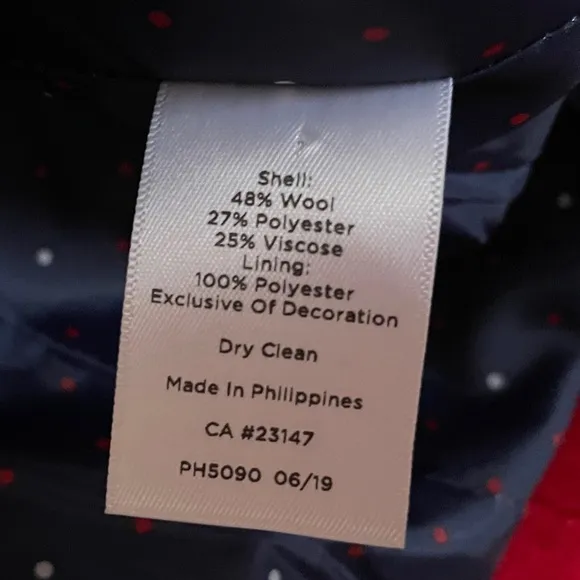 Shell:
48% Wool
27% Polyester
25% Viscose
Lining:
100% Polyester
Exclusive Of Decoration
Dry Clean
Made In Philippines
CA #23147
PH5090 06/19